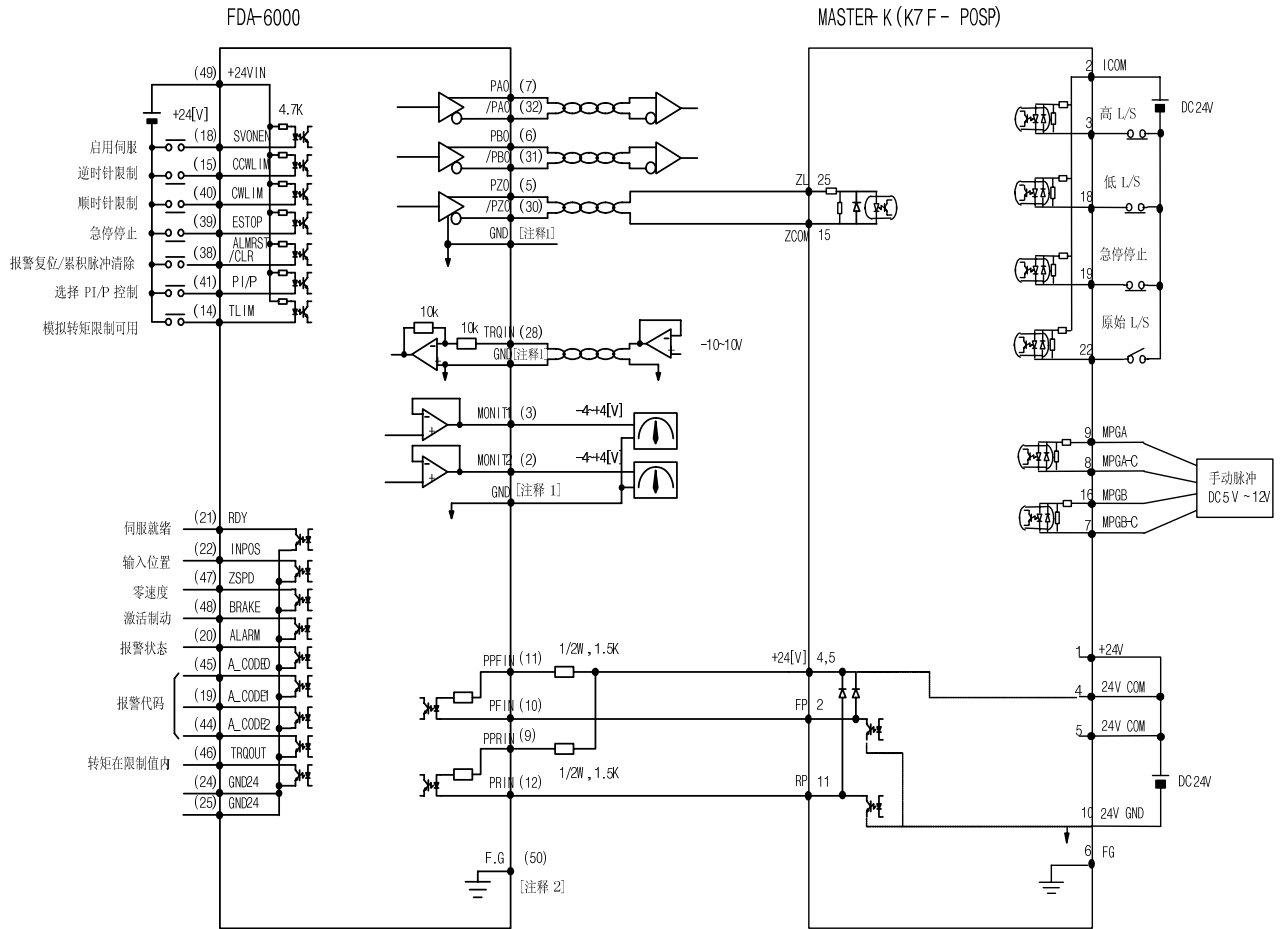 FDA-6000
MASTER-K (K7F - POSP)
(49) +24VIN
+24[V]
4.7K
启用伺服 (18) SVONEN
逆时针限制 (15) CCWLIM
顺时针限制 (40) CWLIM
急停停止 (39) ESTOP
报警复位/累积脉冲清除 (38) ALMRST
/CLR
选择 PI/P 控制 (41) PI/P
模拟转矩限制可用 (14) TLIM
伺服就绪 (21) RDY
输入位置 (22) INPOS
零速度 (47) ZSPD
激活制动 (48) BRAKE
报警状态 (20) ALARM
报警代码
(45) A_CODE0
(19) A_CODE1
(44) A_CODE2
转矩在限制值内 (46) TRQOUT
(24) GND24
(25) GND24
PAO (7)
/PAO (32)
PBO (6)
/PBO (31)
PZO (5)
/PZO (30)
GND [注释1]
10k
10k
TRQIN (28)
GND [注释1]
-10~10V
MONIT1 (3) -4~+4[V]
MONIT2 (2) -4~+4[V]
GND [注释 1]
PPFIN (11) 1/2W, 1.5K
PFIN (10)
PPRIN (9)
1/2W, 1.5K
PRIN (12)
F.G (50)
[注释 2]
ZL 25
ZCOM 15
+24[V] 4,5
FP 2
RP 11
2 ICOM
DC24V
高 L/S
3
低 L/S
18
急停停止
19
原始 L/S
22
9 MPGA
8 MPGA-C
16 MPGB
7 MPGB-C
手动脉冲
DC5V ~12V
1 +24V
4 24V COM
5 24V COM
DC24V
10 24V GND
6 FG